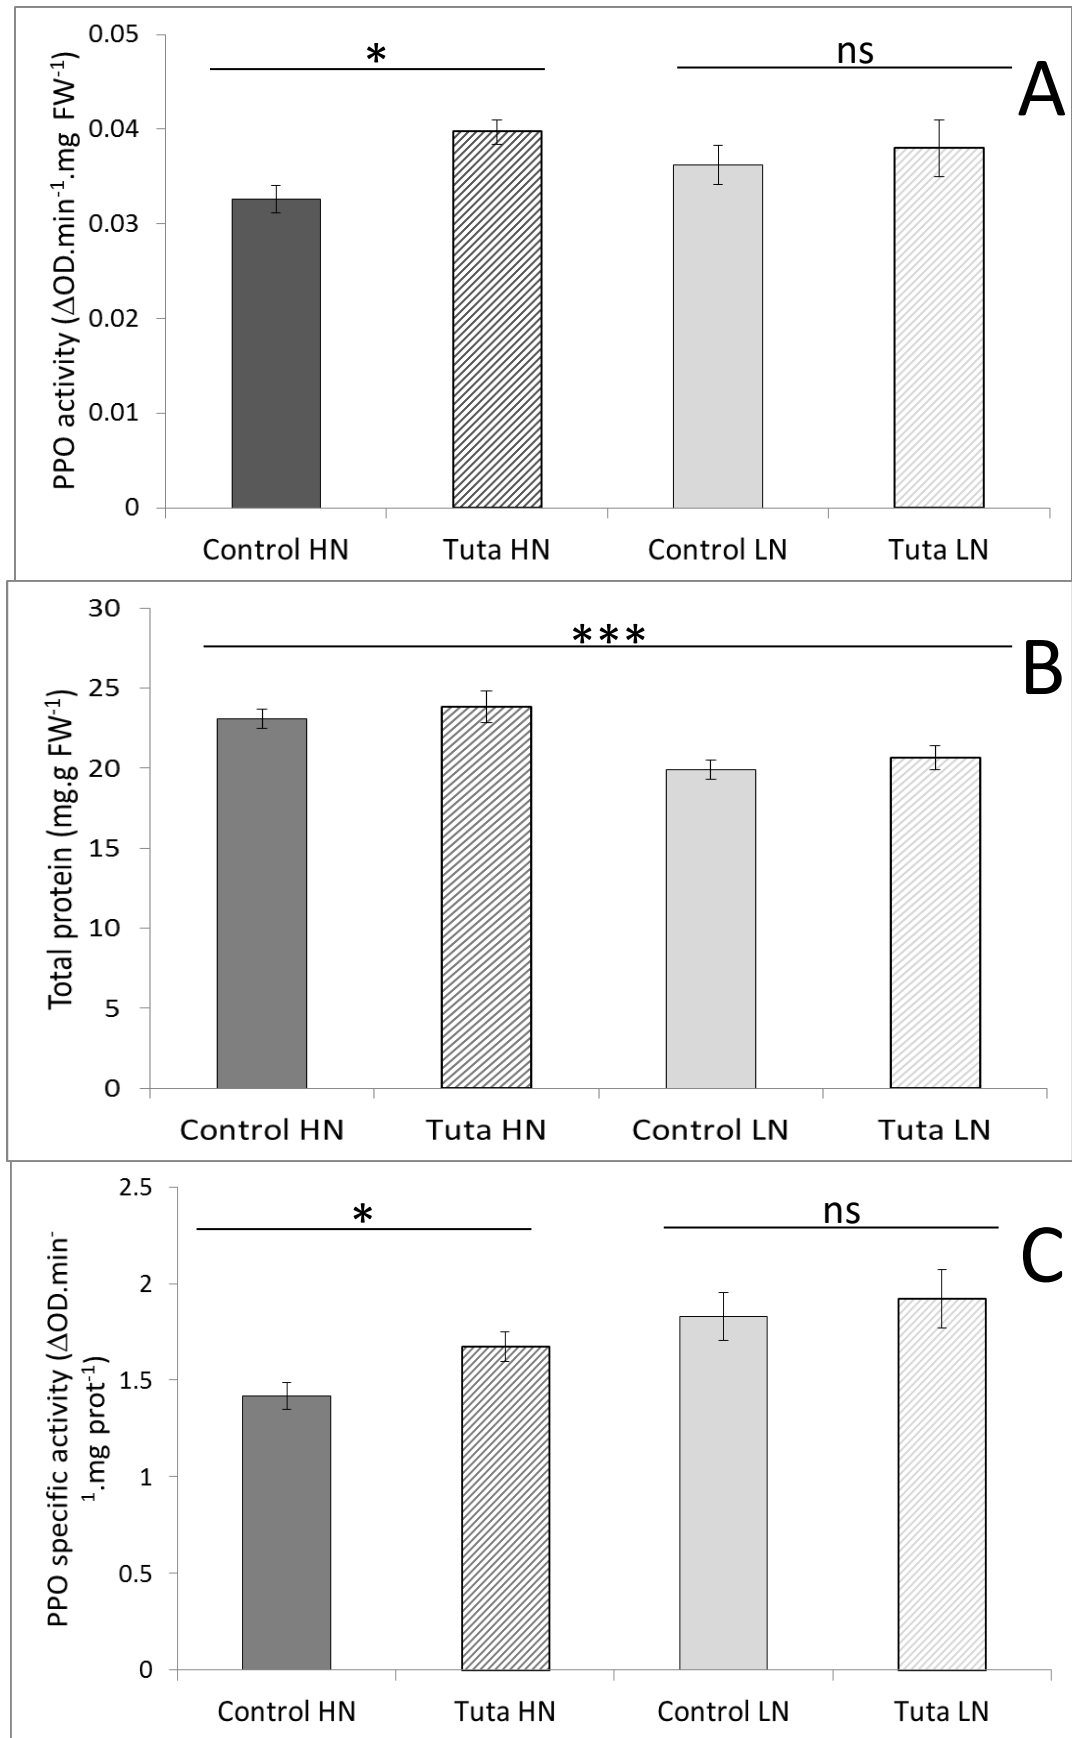 PPO activity (ΔOD.min⁻¹.mg FW⁻¹)
0.05
0.04
0.03
0.02
0.01
0
*
ns
A
Control HN
Tuta HN
Control LN
Tuta LN
Total protein (mg.g FW⁻¹)
30
25
20
15
10
5
0
***
B
Control HN
Tuta HN
Control LN
Tuta LN
PPO specific activity (ΔOD.min⁻
¹.mg prot⁻¹)
2.5
2
1.5
1
0.5
0
*
ns
C
Control HN
Tuta HN
Control LN
Tuta LN